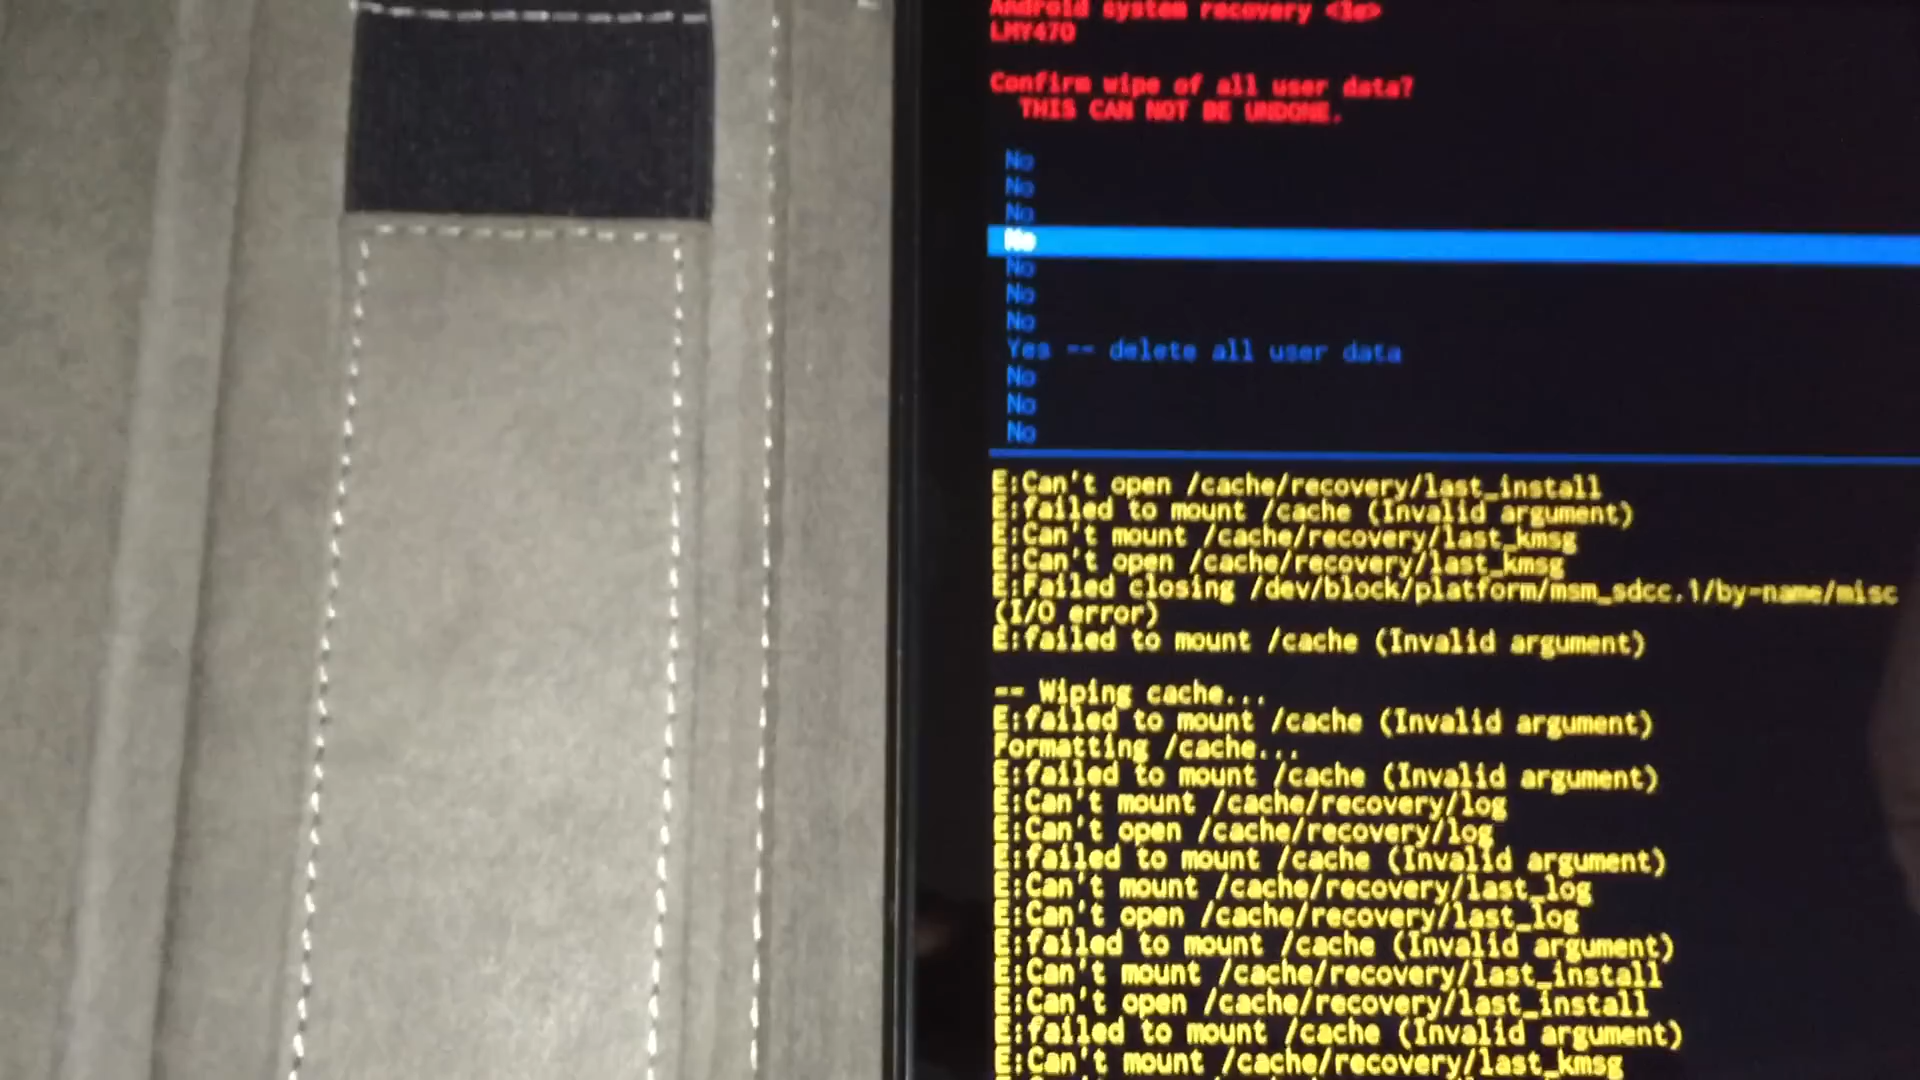 Android system recovery <3e>
LMY47O
Confirm wipe of all user data?
THIS CAN NOT BE UNDONE.
No
No
No
No
No
No
No
Yes -- delete all user data
No
No
No
E:Can't open /cache/recovery/last_install
E:failed to mount /cache (Invalid argument)
E:Can't mount /cache/recovery/last_kmsg
E:Can't open /cache/recovery/last_kmsg
E:Failed closing /dev/block/platform/msm_sdcc.1/by-name/misc
(I/O error)
E:failed to mount /cache (Invalid argument)
-- Wiping cache...
E:failed to mount /cache (Invalid argument)
Formatting /cache...
E:failed to mount /cache (Invalid argument)
E:Can't mount /cache/recovery/log
E:Can't open /cache/recovery/log
E:failed to mount /cache (Invalid argument)
E:Can't mount /cache/recovery/last_log
E:Can't open /cache/recovery/last_log
E:failed to mount /cache (Invalid argument)
E:Can't mount /cache/recovery/last_install
E:Can't open /cache/recovery/last_install
E:failed to mount /cache (Invalid argument)
E:Can't mount /cache/recovery/last_kmsg